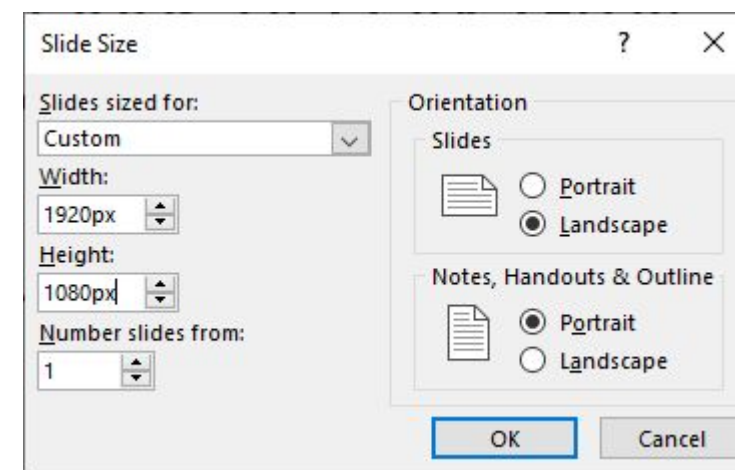 Slide Size ? ✕
Slides sized for:
Custom
Width:
1920px
Height:
1080px
Number slides from:
1
Orientation
Slides
Portrait
Landscape
Notes, Handouts & Outline
Portrait
Landscape
OK
Cancel